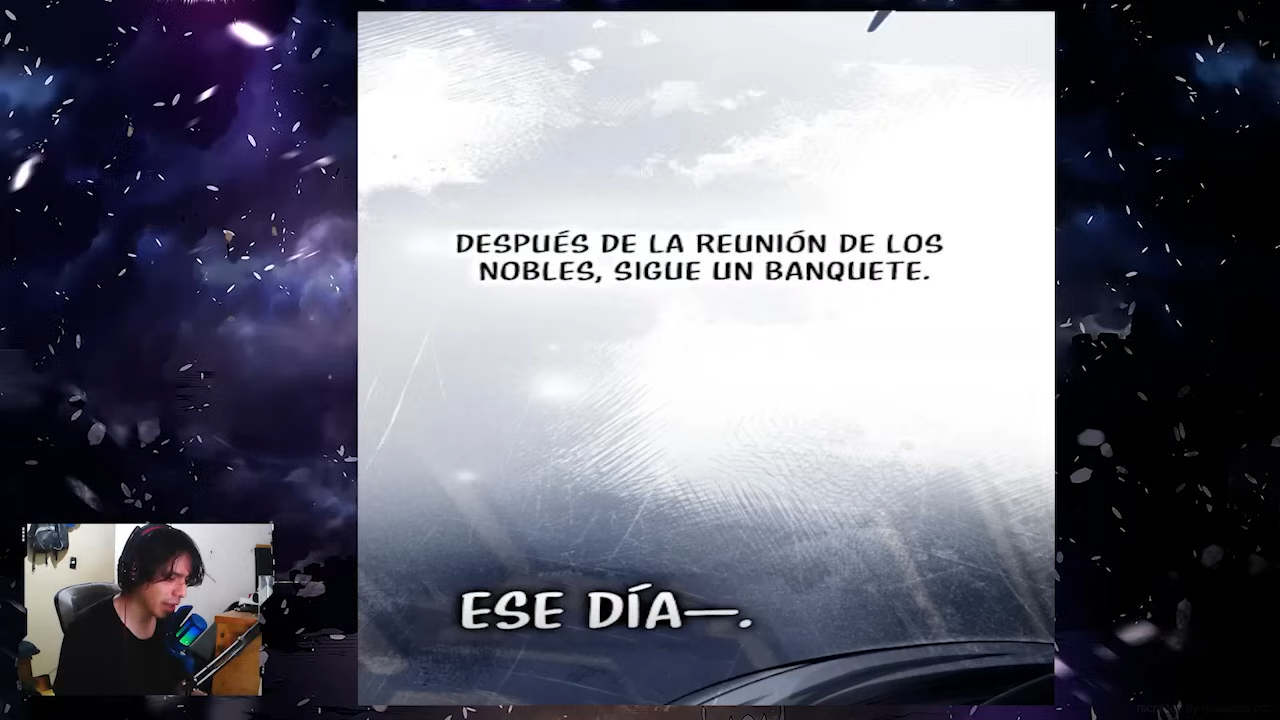 DESPUÉS DE LA REUNIÓN DE LOS
NOBLES, SIGUE UN BANQUETE.
ESE DÍA—.